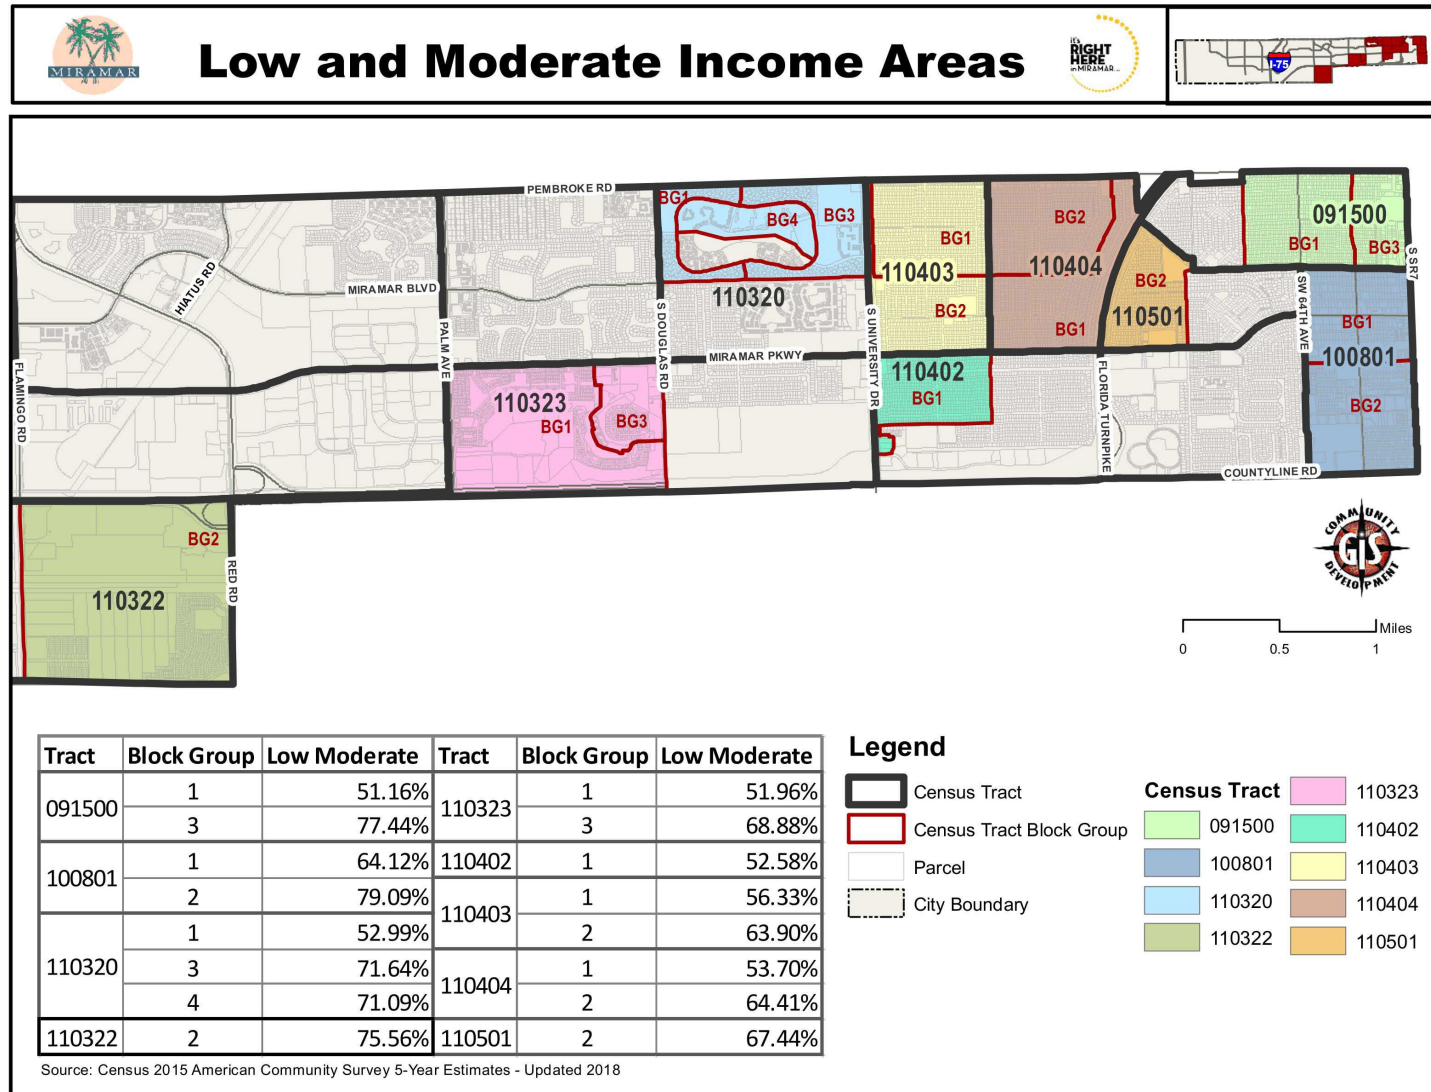 MIRAMAR
Low and Moderate Income Areas
IT'S
RIGHT
HERE
in MIRAMAR...
I-75
PEMBROKE RD
HIATUS RD
MIRAMAR BLVD
PALM AVE
S DOUGLAS RD
MIRAMAR PKWY
FLAMINGO RD
S UNIVERSITY DR
FLORIDA TURNPIKE
SW 64TH AVE
S SR7
COUNTYLINE RD
RED RD
BG1
BG4
BG3
110320
BG1
110403
BG2
BG2
110404
BG1
BG2
110501
091500
BG1
BG3
BG1
100801
BG2
110402
BG1
110323
BG1
BG3
BG2
110322
COMMUNITY
GIS
DEVELOPMENT
Miles
0 0.5 1
Tract Block Group Low Moderate Tract Block Group Low Moderate
091500 1 51.16% 110323 1 51.96%
3 77.44% 3 68.88%
100801 1 64.12% 110402 1 52.58%
2 79.09% 110403 1 56.33%
110320 1 52.99% 2 63.90%
3 71.64% 110404 1 53.70%
4 71.09% 2 64.41%
110322 2 75.56% 110501 2 67.44%
Source: Census 2015 American Community Survey 5-Year Estimates - Updated 2018
Legend
Census Tract
Census Tract Block Group
Parcel
City Boundary
Census Tract
091500
100801
110320
110322
110323
110402
110403
110404
110501